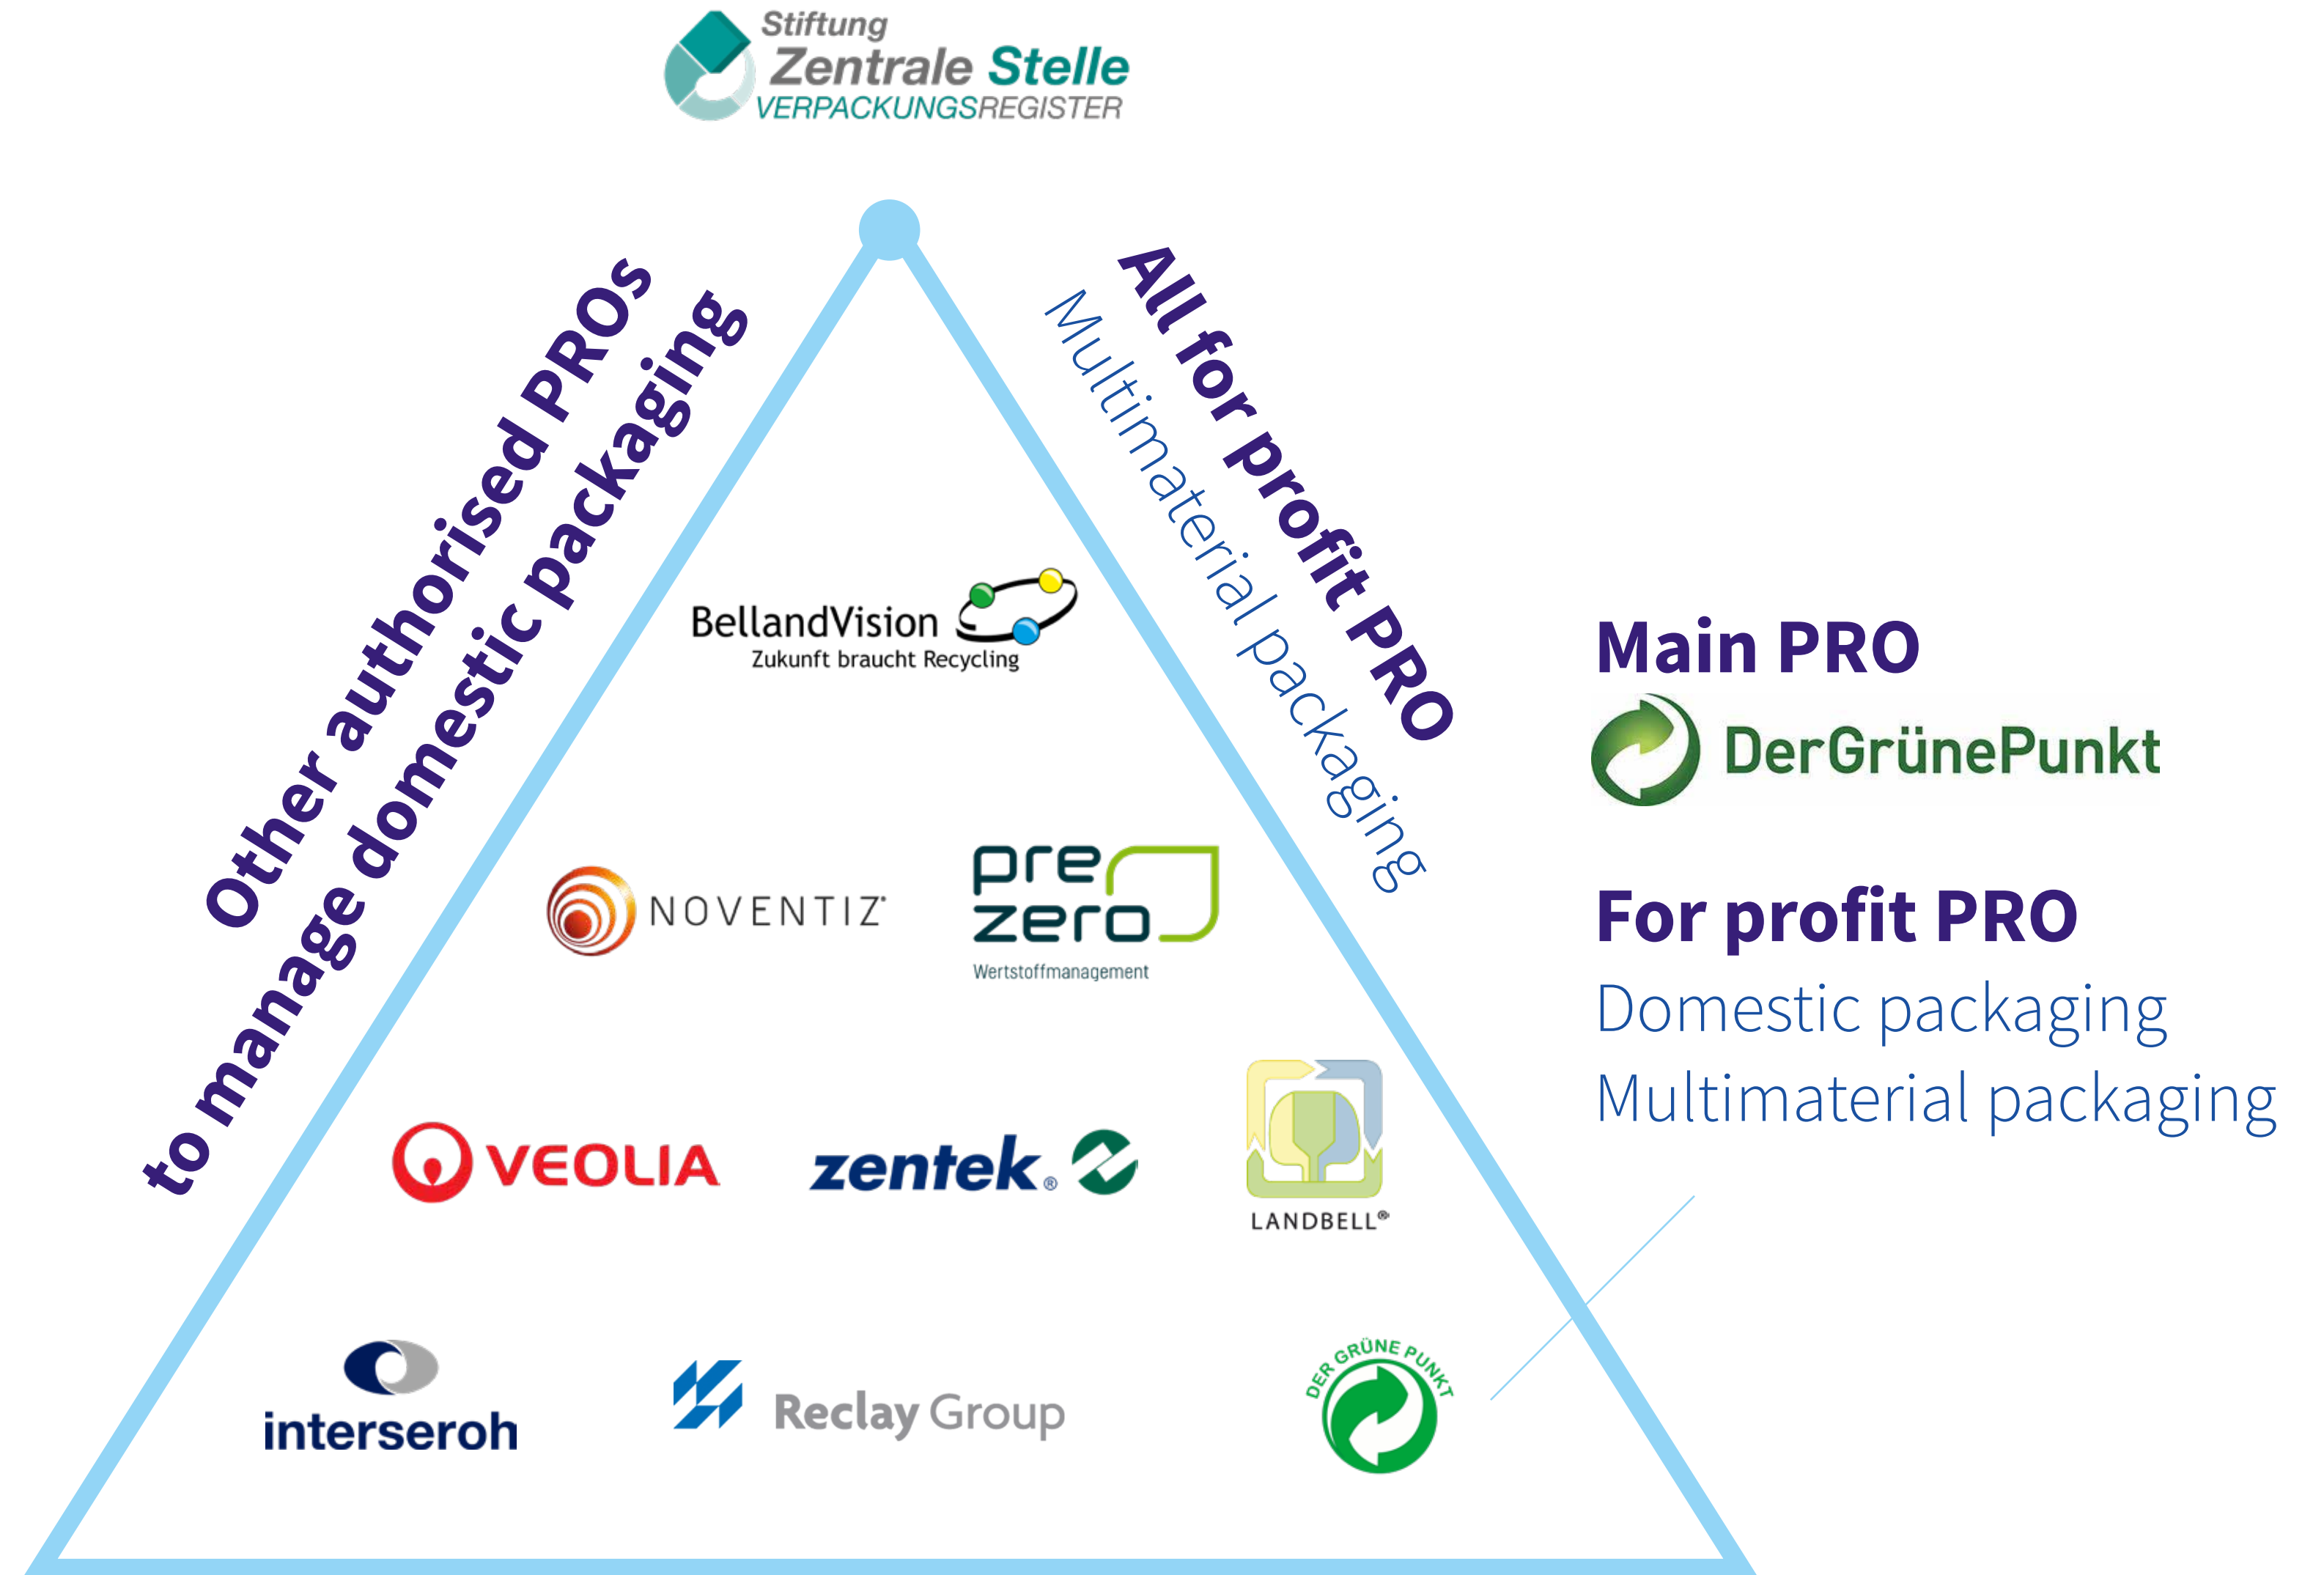 Stiftung
Zentrale Stelle
VERPACKUNGSREGISTER
Other authorised PROs
to manage domestic packaging
All for profit PRO
Multimaterial packaging
BellandVision
Zukunft braucht Recycling
NOVENTIZ
pre
zero
Wertstoffmanagement
VEOLIA
zentek®
LANDBELL®
interseroh
Reclay Group
DER GRÜNE PUNKT
Main PRO
DerGrünePunkt
For profit PRO
Domestic packaging
Multimaterial packaging